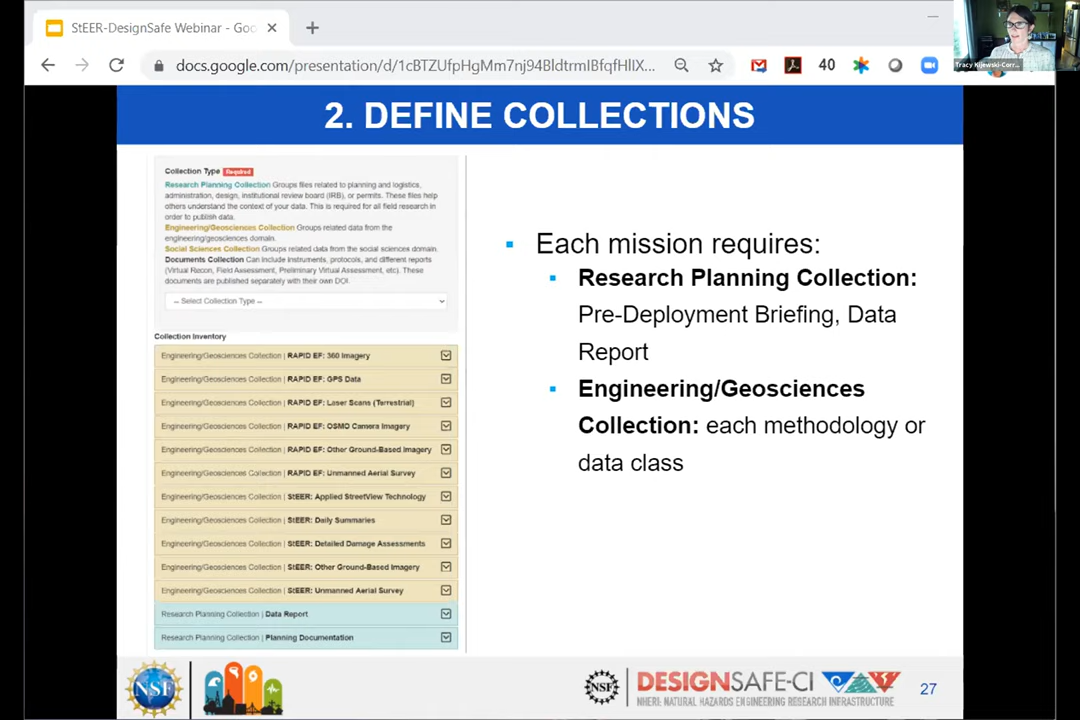 StEER-DesignSafe Webinar - Goo
docs.google.com/presentation/d/1cBTZUfpHgMm7nj94BldtrmIBfqfHlIX...
40
Tracy Kijewski-Corr...
2. DEFINE COLLECTIONS
Collection Type Required
Research Planning Collection Groups files related to planning and logistics,
administration, design, institutional review board (IRB), or permits. These files help
others understand the context of your data. This is required for all field research in
order to publish data.
Engineering/Geosciences Collection Groups related data from the
engineering/geosciences domain.
Social Sciences Collection Groups related data from the social sciences domain.
Documents Collection Can Include Instruments, protocols, and different reports
(Virtual Recon, Field Assessment, Preliminary Virtual Assessment, etc). These
documents are published separately with their own DOI.
-- Select Collection Type --
Collection Inventory
Engineering/Geosciences Collection | RAPID EF: 360 Imagery
Engineering/Geosciences Collection | RAPID EF: GPS Data
Engineering/Geosciences Collection | RAPID EF: Laser Scans (Terrestrial)
Engineering/Geosciences Collection | RAPID EF: OSMO Camera Imagery
Engineering/Geosciences Collection | RAPID EF: Other Ground-Based Imagery
Engineering/Geosciences Collection | RAPID EF: Unmanned Aerial Survey
Engineering/Geosciences Collection | StEER: Applied StreetView Technology
Engineering/Geosciences Collection | StEER: Daily Summaries
Engineering/Geosciences Collection | StEER: Detailed Damage Assessments
Engineering/Geosciences Collection | StEER: Other Ground-Based Imagery
Engineering/Geosciences Collection | StEER: Unmanned Aerial Survey
Research Planning Collection | Data Report
Research Planning Collection | Planning Documentation
Each mission requires:
Research Planning Collection:
Pre-Deployment Briefing, Data
Report
Engineering/Geosciences
Collection: each methodology or
data class
NSF
NSF
DESIGNSAFE-CI
NHERI: NATURAL HAZARDS ENGINEERING RESEARCH INFRASTRUCTURE
27